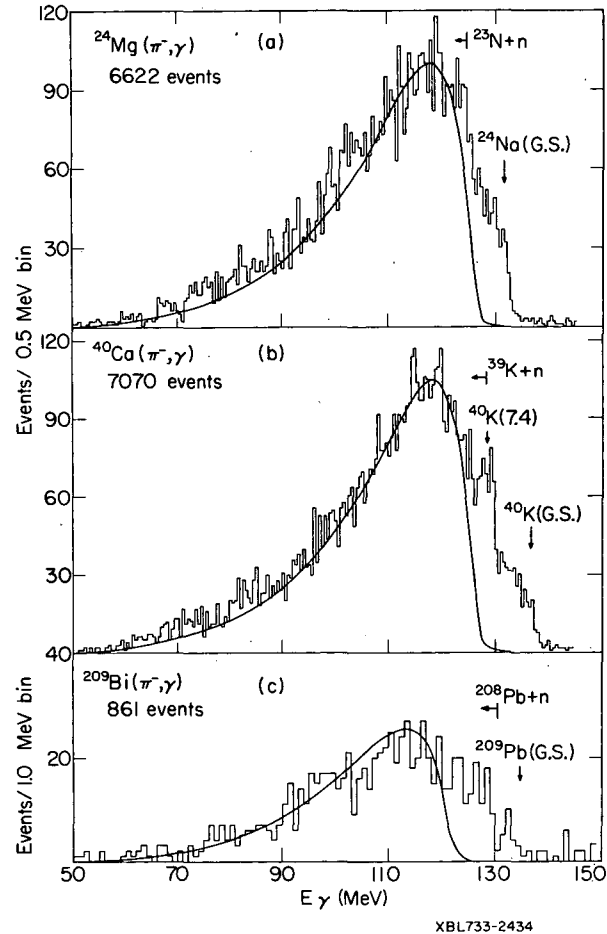 ²⁴Mg(π⁻,γ)
6622 events
(a)
²³N+n
²⁴Na(G.S.)
120
90
60
30
Events/ 0.5 MeV bin
⁴⁰Ca(π⁻,γ)
7070 events
(b)
³⁹K+n
⁴⁰K(7.4)
⁴⁰K(G.S.)
120
90
60
30
40
²⁰⁹Bi(π⁻,γ)
861 events
(c)
²⁰⁸Pb+n
²⁰⁹Pb(G.S.)
20
Events/ 1.0 MeV bin
50 70 90 110 130 150
Eγ (MeV)
XBL733-2434